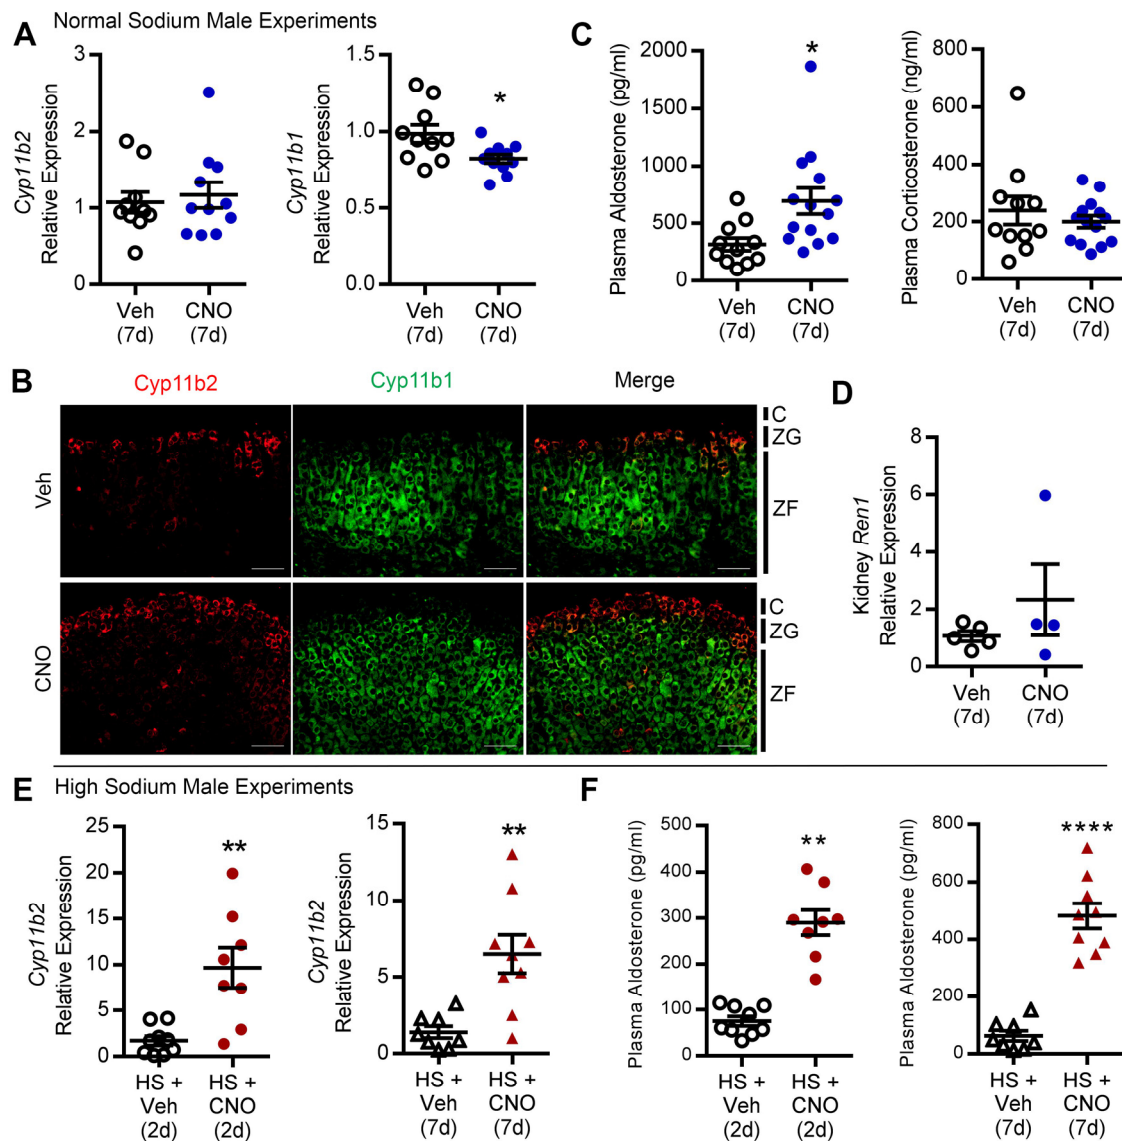 Normal Sodium Male Experiments
A
Cyp11b2
Relative Expression
3
2
1
0
Veh
(7d)
CNO
(7d)
Cyp11b1
Relative Expression
1.5
1.0
0.5
0.0
*
Veh
(7d)
CNO
(7d)
C
Plasma Aldosterone (pg/ml)
2000
1500
1000
500
0
*
Veh
(7d)
CNO
(7d)
Plasma Corticosterone (ng/ml)
800
600
400
200
0
Veh
(7d)
CNO
(7d)
B
Cyp11b2
Cyp11b1
Merge
Veh
CNO
C
ZG
ZF
C
ZG
ZF
D
Kidney Ren1
Relative Expression
8
6
4
2
0
Veh
(7d)
CNO
(7d)
High Sodium Male Experiments
E
Cyp11b2
Relative Expression
25
20
15
10
5
0
**
HS +
Veh
(2d)
HS +
CNO
(2d)
Cyp11b2
Relative Expression
15
10
5
0
**
HS +
Veh
(7d)
HS +
CNO
(7d)
F
Plasma Aldosterone (pg/ml)
500
400
300
200
100
0
**
HS +
Veh
(2d)
HS +
CNO
(2d)
Plasma Aldosterone (pg/ml)
800
600
400
200
0
****
HS +
Veh
(7d)
HS +
CNO
(7d)